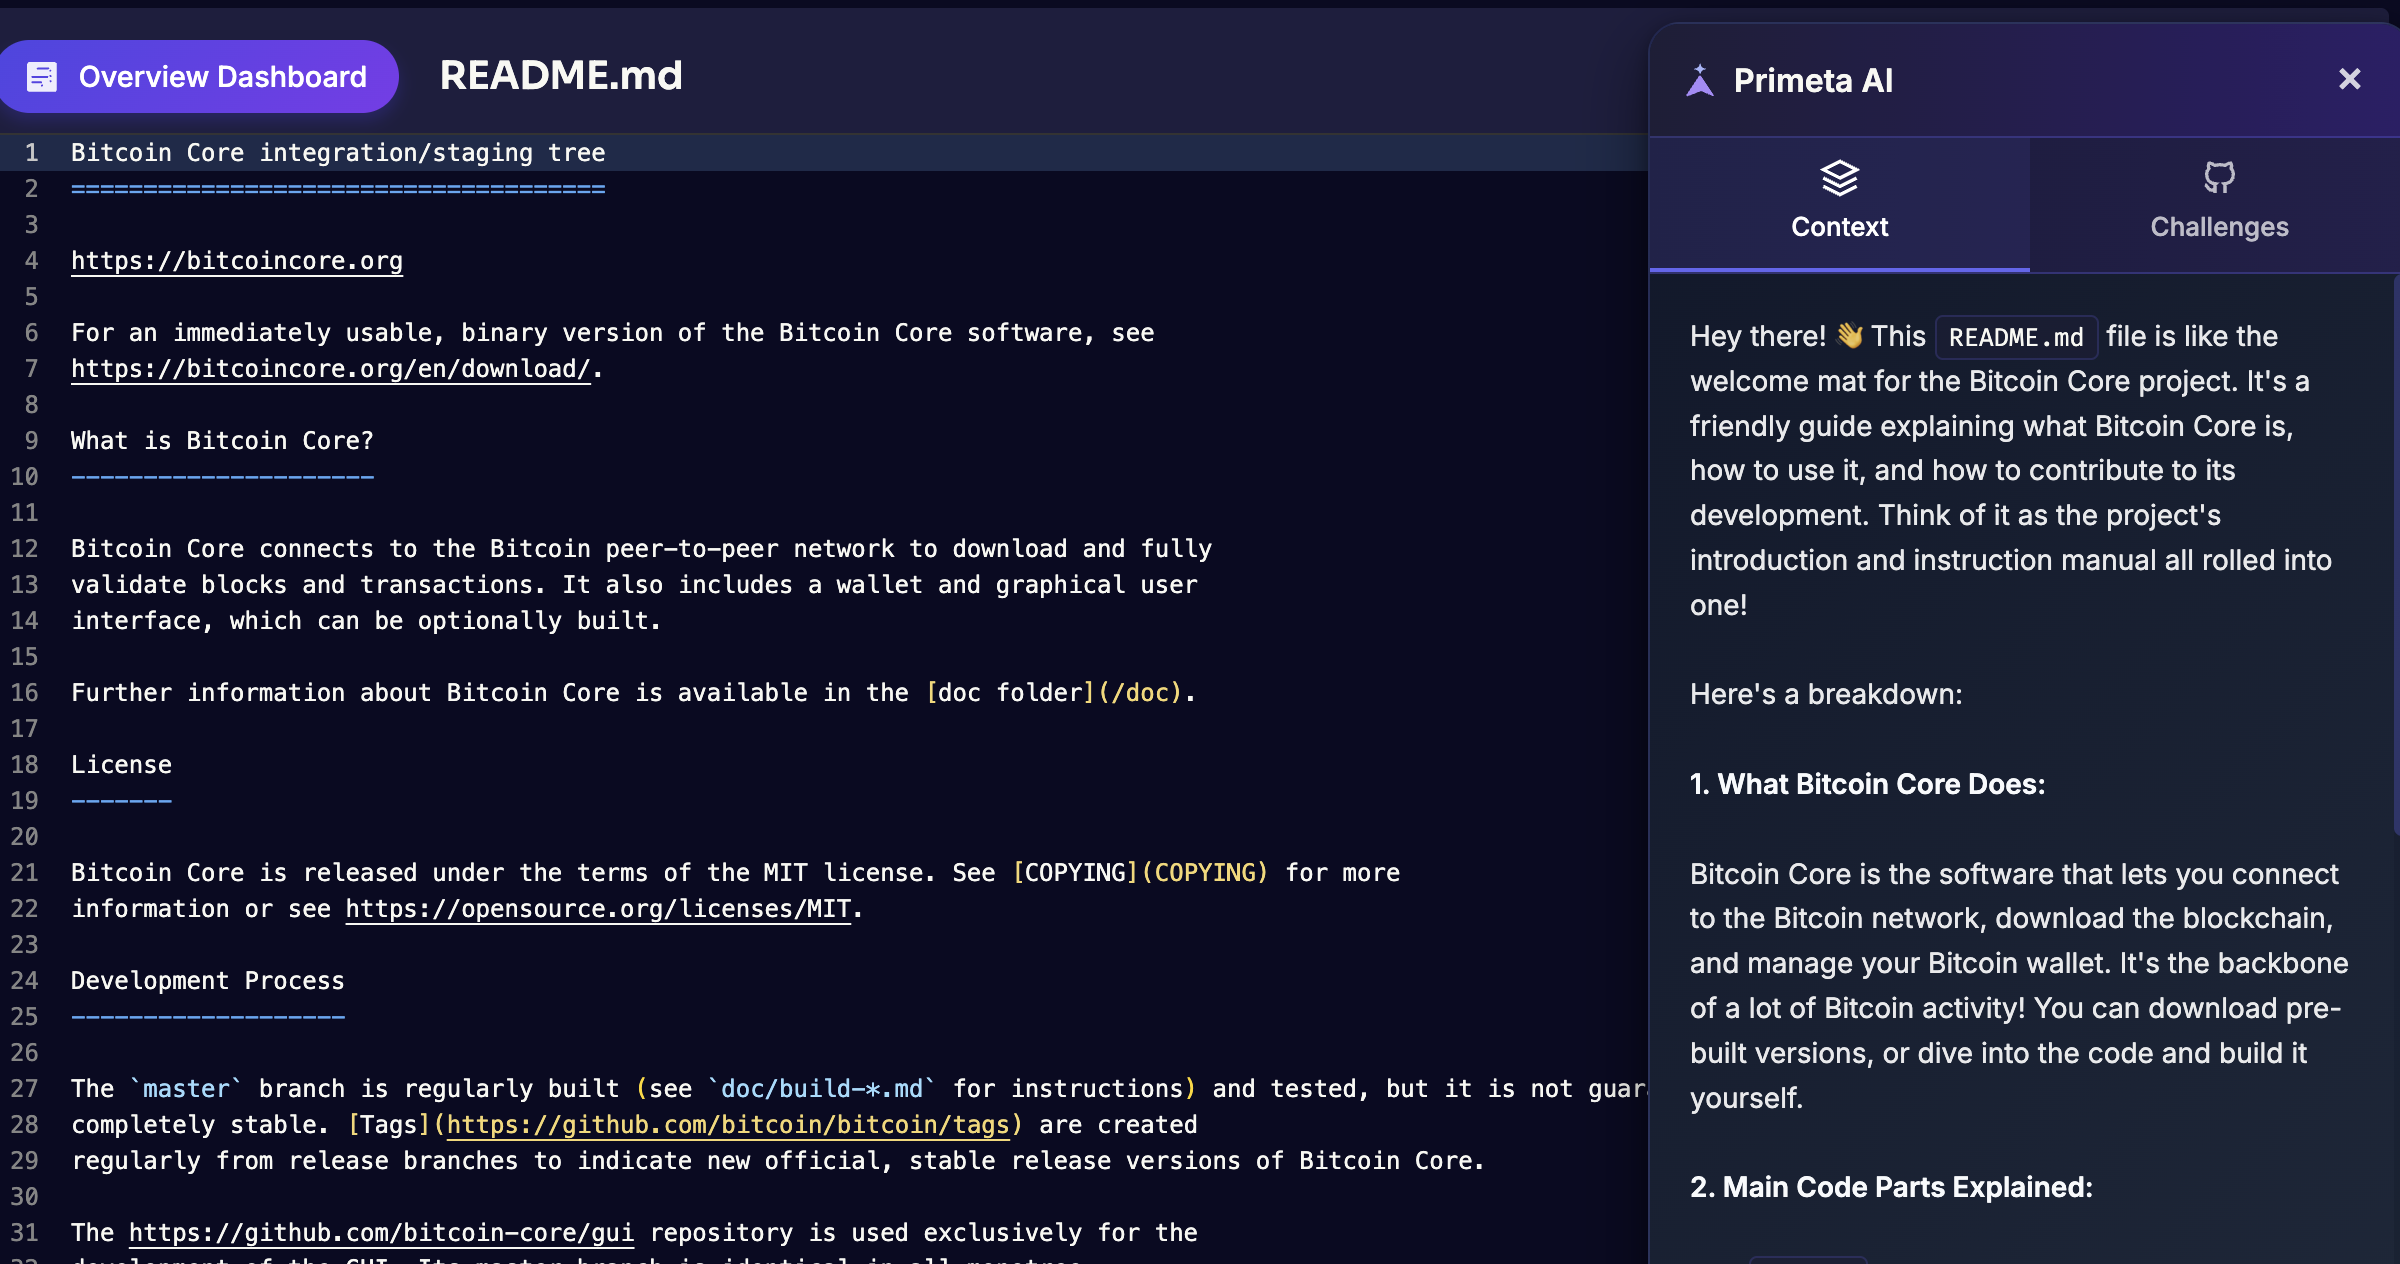 Overview Dashboard
README.md
1 Bitcoin Core integration/staging tree
2 =====================================
3
4 https://bitcoincore.org
5
6 For an immediately usable, binary version of the Bitcoin Core software, see
7 https://bitcoincore.org/en/download/.
8
9 What is Bitcoin Core?
10 ---------------------
11
12 Bitcoin Core connects to the Bitcoin peer-to-peer network to download and fully
13 validate blocks and transactions. It also includes a wallet and graphical user
14 interface, which can be optionally built.
15
16 Further information about Bitcoin Core is available in the [doc folder](/doc).
17
18 License
19 -------
20
21 Bitcoin Core is released under the terms of the MIT license. See [COPYING](COPYING) for more
22 information or see https://opensource.org/licenses/MIT.
23
24 Development Process
25 -------------------
26
27 The `master` branch is regularly built (see `doc/build-*.md` for instructions) and tested, but it is not
28 completely stable. [Tags](https://github.com/bitcoin/bitcoin/tags) are created
29 regularly from release branches to indicate new official, stable release versions of Bitcoin Core.
30
31 The https://github.com/bitcoin-core/gui repository is used exclusively for the
Primeta AI
Context
Challenges
Hey there! 👋 This README.md file is like the
welcome mat for the Bitcoin Core project. It's a
friendly guide explaining what Bitcoin Core is,
how to use it, and how to contribute to its
development. Think of it as the project's
introduction and instruction manual all rolled into
one!
Here's a breakdown:
1. What Bitcoin Core Does:
Bitcoin Core is the software that lets you connect
to the Bitcoin network, download the blockchain,
and manage your Bitcoin wallet. It's the backbone
of a lot of Bitcoin activity! You can download pre-
built versions, or dive into the code and build it
yourself.
2. Main Code Parts Explained: